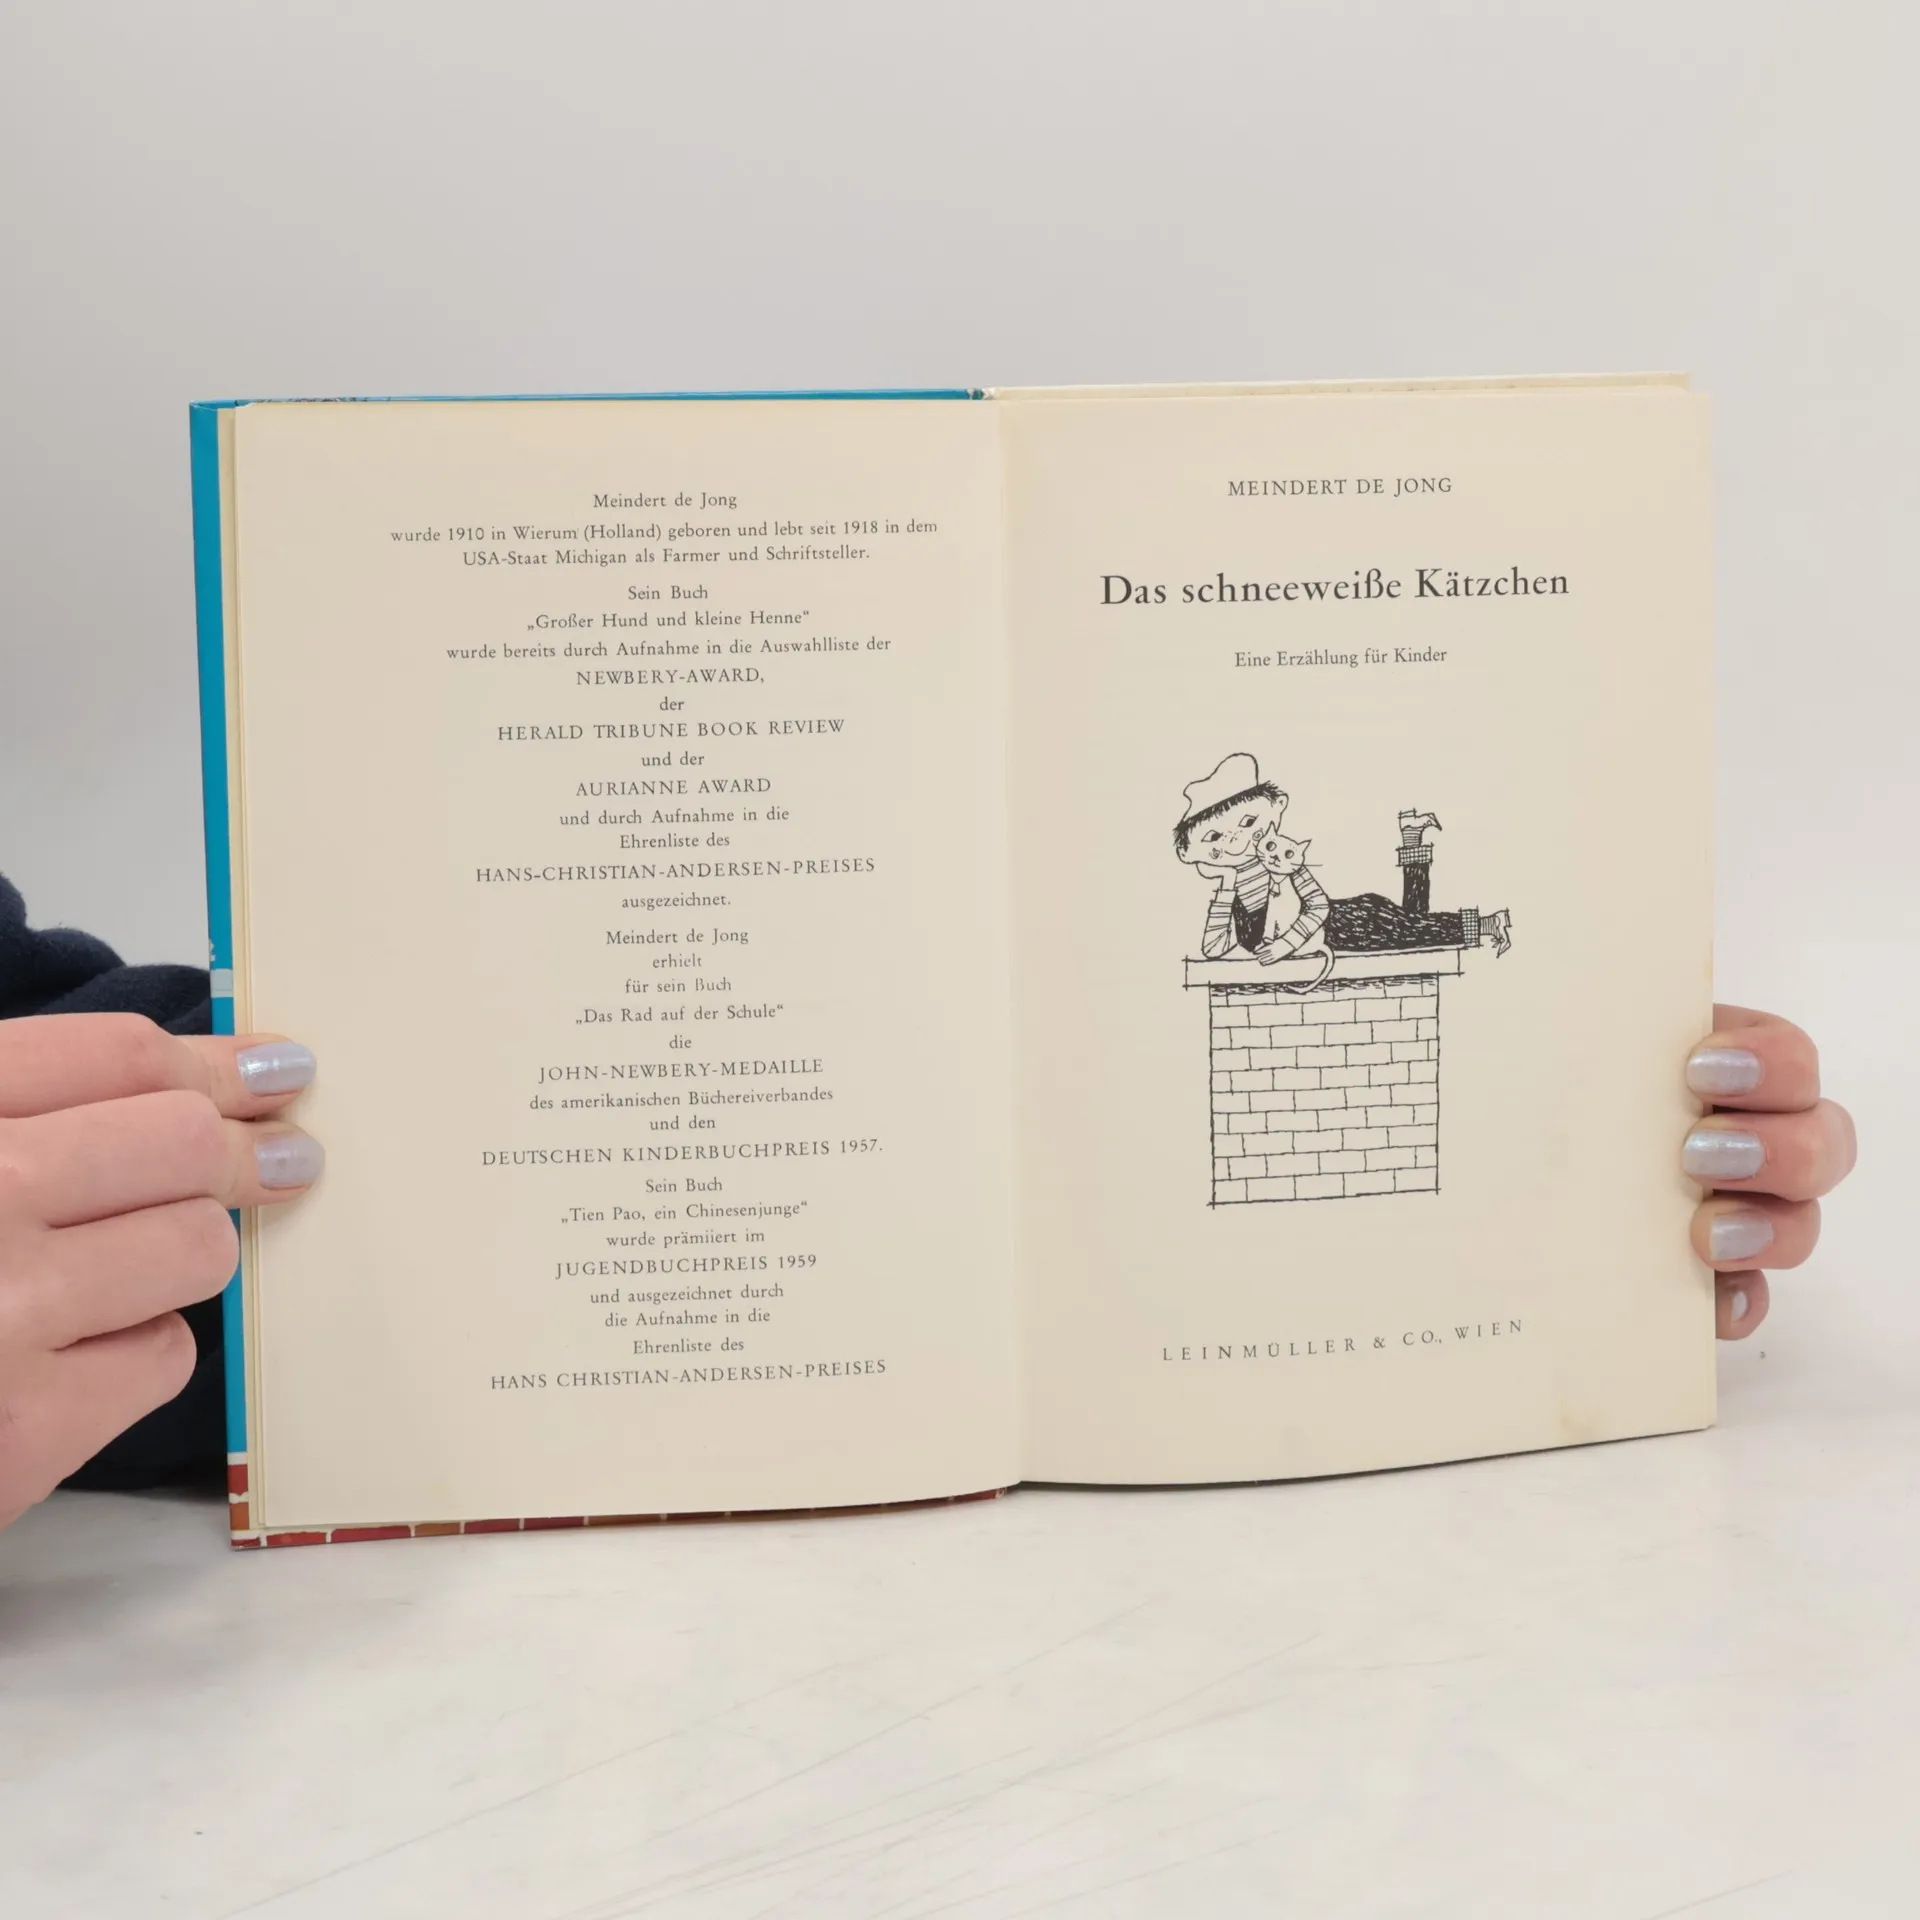 Meindert de Jong
wurde 1910 in Wierum (Holland) geboren und lebt seit 1918 in dem
USA-Staat Michigan als Farmer und Schriftsteller.
Sein Buch
„Großer Hund und kleine Henne“
wurde bereits durch Aufnahme in die Auswahlliste der
NEWBERY-AWARD,
der
HERALD TRIBUNE BOOK REVIEW
und der
AURIANNE AWARD
und durch Aufnahme in die
Ehrenliste des
HANS-CHRISTIAN-ANDERSEN-PREISES
ausgezeichnet.
Meindert de Jong
erhielt
für sein Buch
„Das Rad auf der Schule“
die
JOHN-NEWBERY-MEDAILLE
des amerikanischen Büchereiverbandes
und den
DEUTSCHEN KINDERBUCHPREIS 1957.
Sein Buch
„Tien Pao, ein Chinesenjunge“
wurde prämiiert im
JUGENDBUCHPREIS 1959
und ausgezeichnet durch
die Aufnahme in die
Ehrenliste des
HANS CHRISTIAN-ANDERSEN-PREISES
MEINDERT DE JONG
Das schneeweiße Kätzchen
Eine Erzählung für Kinder
LEINMÜLLER & CO., WIEN